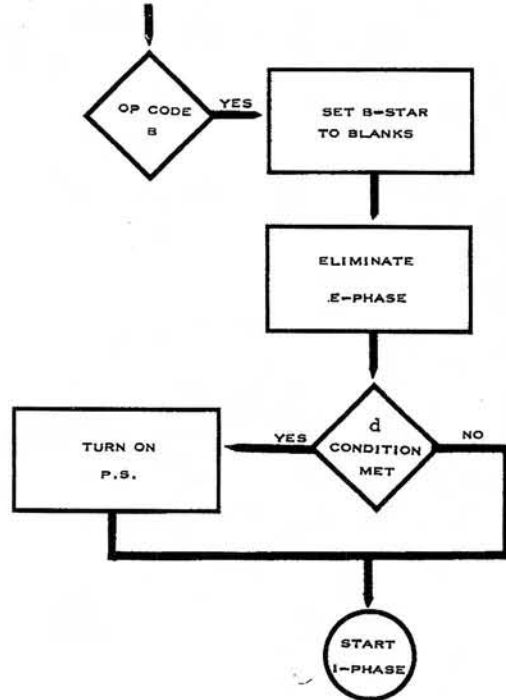 OP CODE
B
YES
SET B-STAR
TO BLANKS
ELIMINATE
E-PHASE
d
CONDITION
MET
YES
NO
TURN ON
P.S.
START
I-PHASE